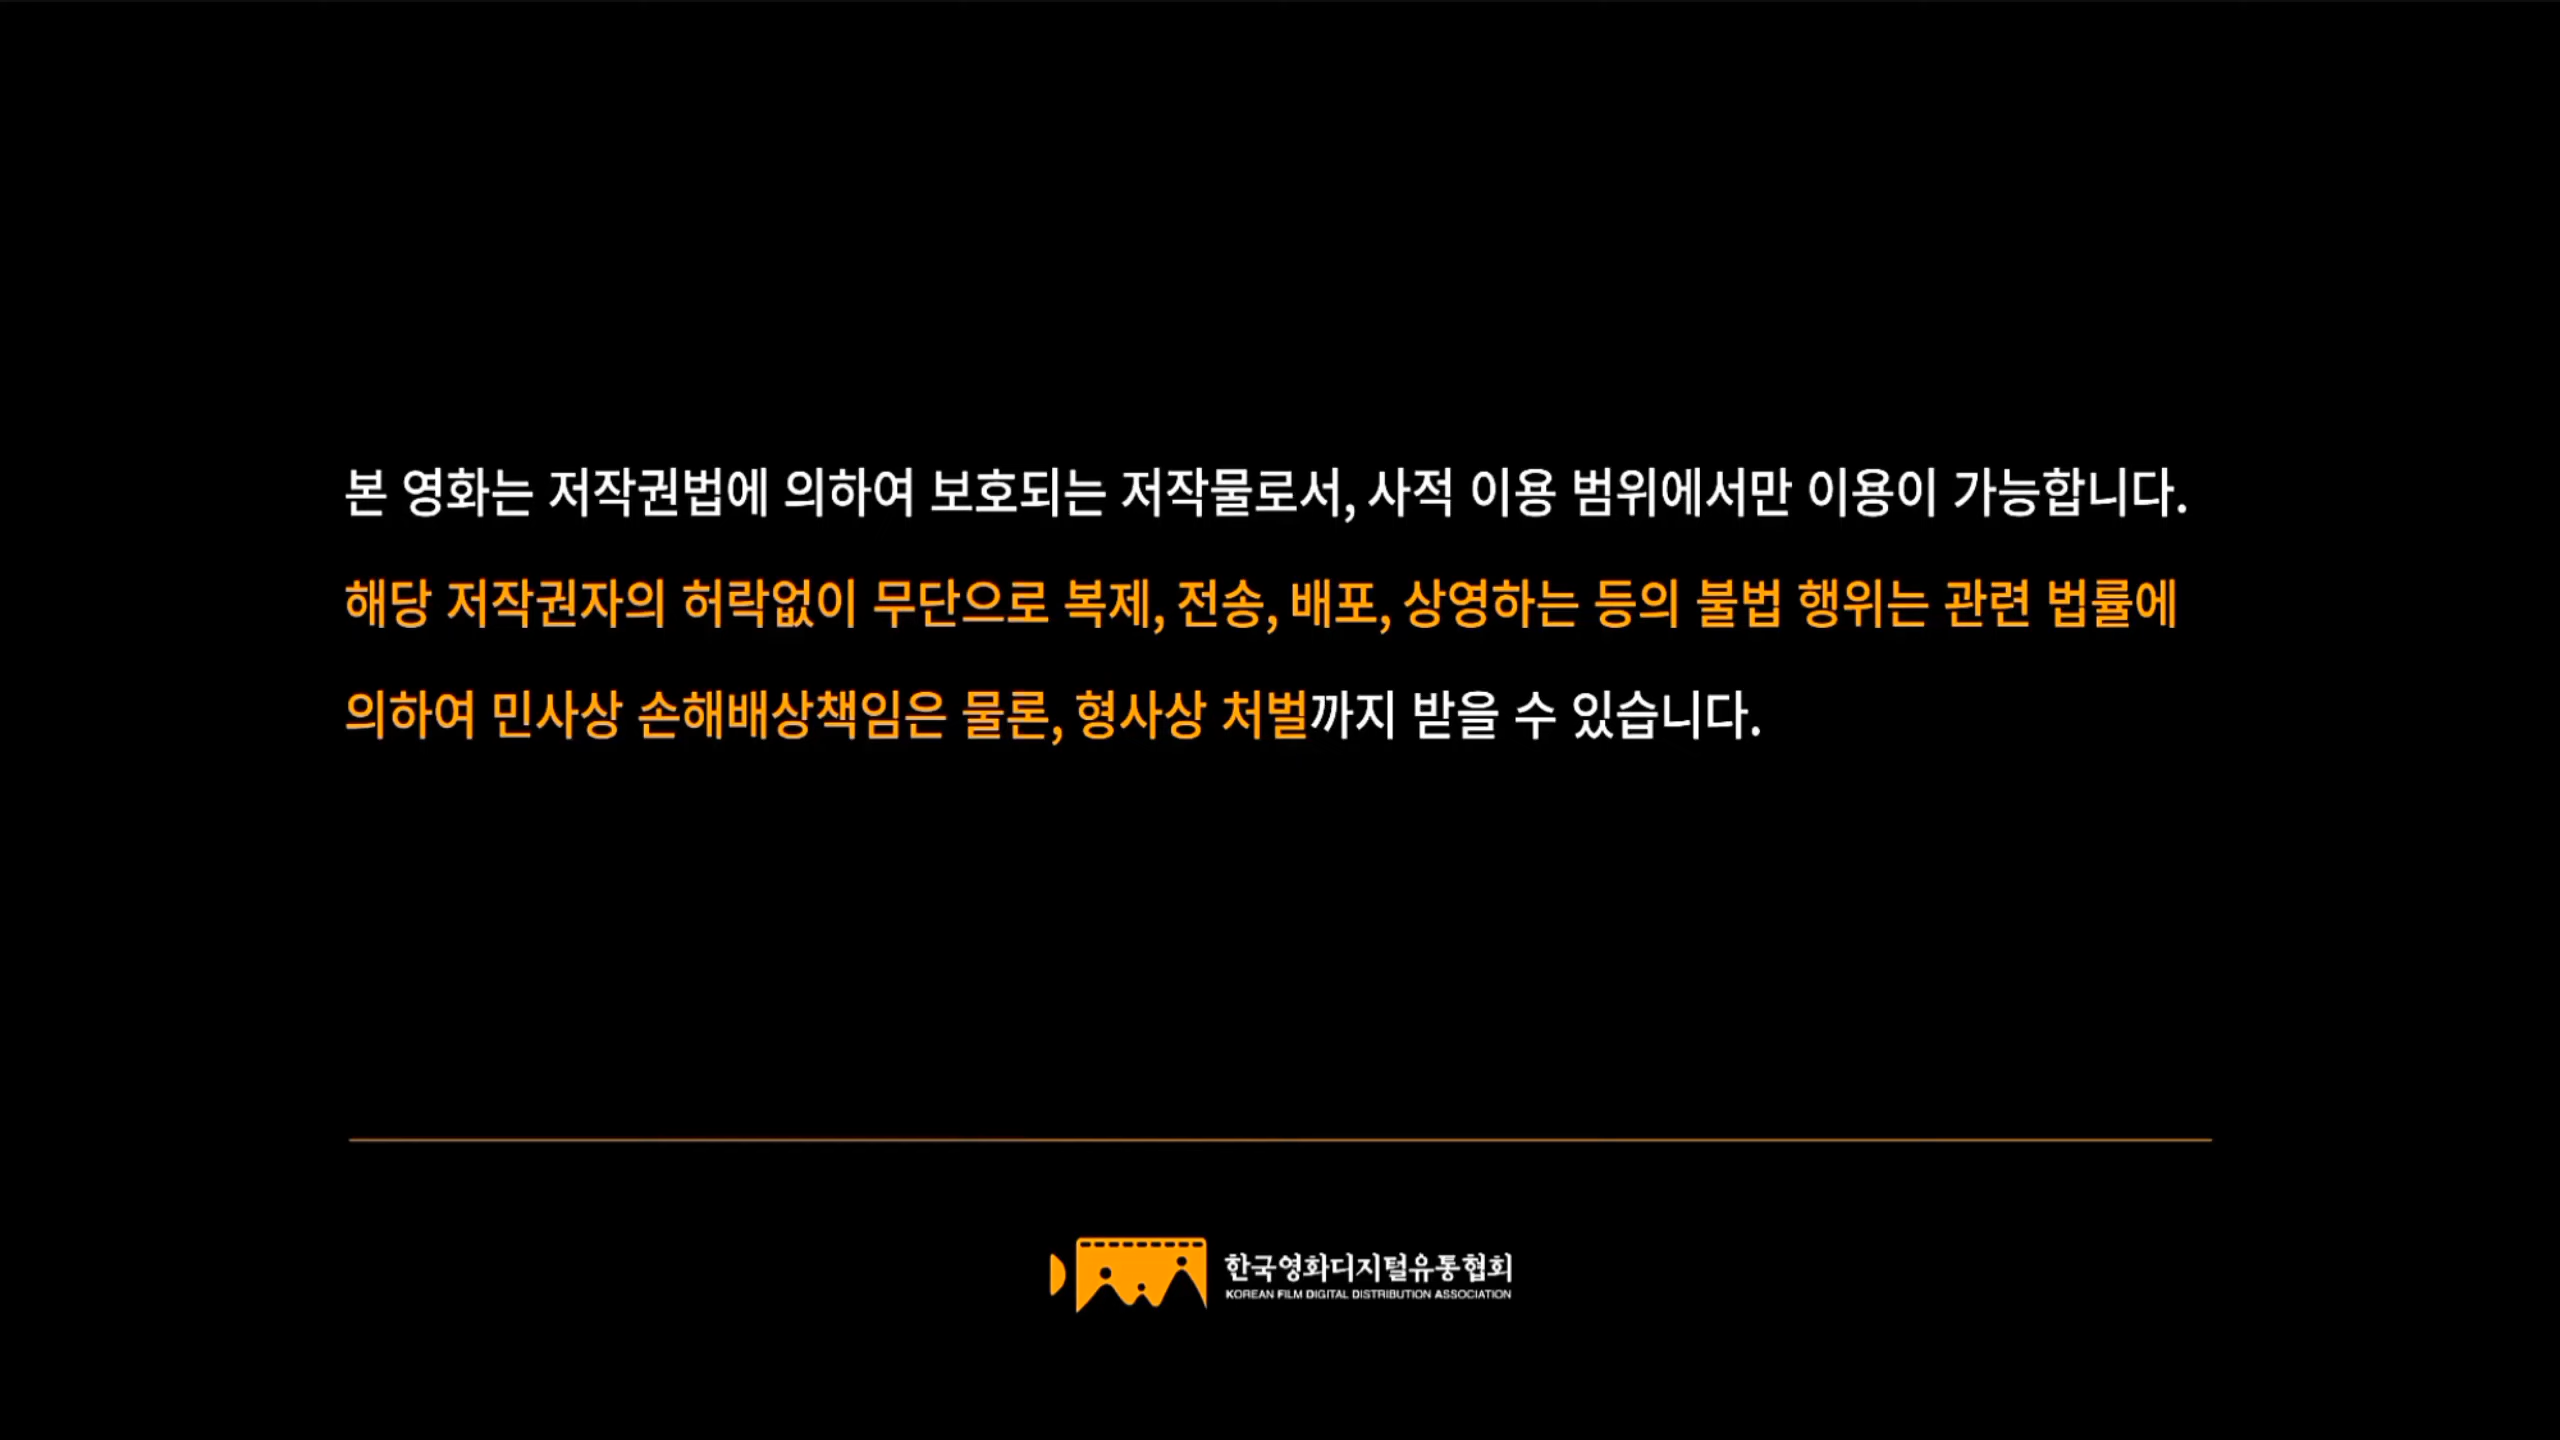 본 영화는 저작권법에 의하여 보호되는 저작물로서, 사적 이용 범위에서만 이용이 가능합니다.
해당 저작권자의 허락없이 무단으로 복제, 전송, 배포, 상영하는 등의 불법 행위는 관련 법률에
의하여 민사상 손해배상책임은 물론, 형사상 처벌까지 받을 수 있습니다.
한국영화디지털유통협회
KOREAN FILM DIGITAL DISTRIBUTION ASSOCIATION